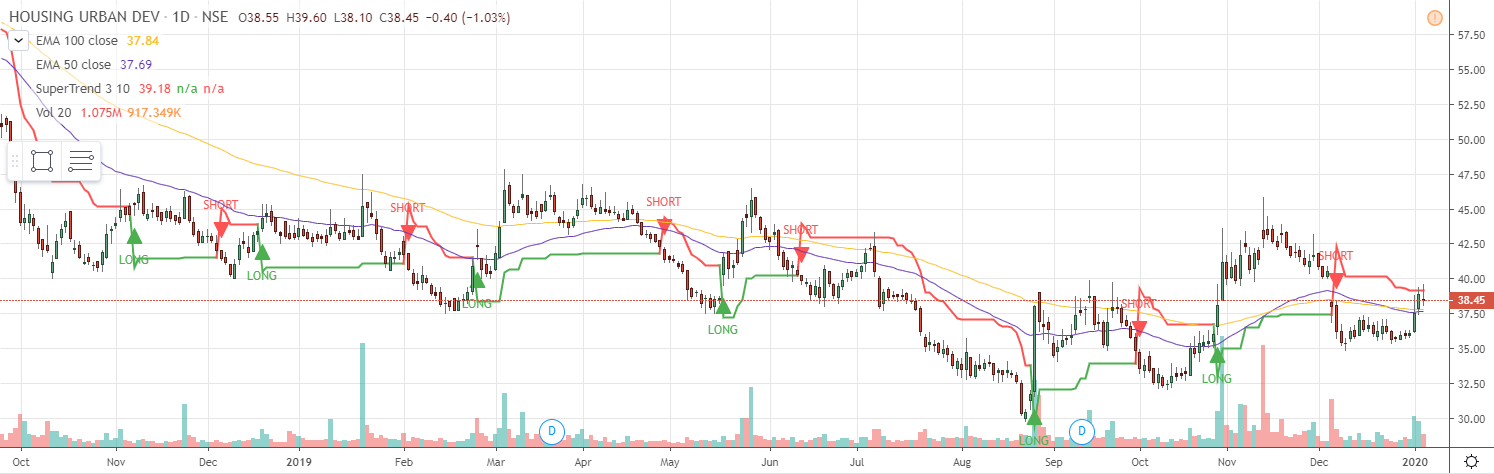 HOUSING URBAN DEV · 1D · NSE O38.55 H39.60 L38.10 C38.45 −0.40 (−1.03%)
EMA 100 close 37.84
EMA 50 close 37.69
SuperTrend 3 10 39.18 n/a n/a
Vol 20 1.075M 917.349K
57.50
55.00
52.50
50.00
47.50
45.00
42.50
40.00
38.45
37.50
35.00
32.50
30.00
SHORT
SHORT
SHORT
SHORT
SHORT
SHORT
LONG
LONG
LONG
LONG
LONG
LONG
D
D
Oct Nov Dec 2019 Feb Mar Apr May Jun Jul Aug Sep Oct Nov Dec 2020